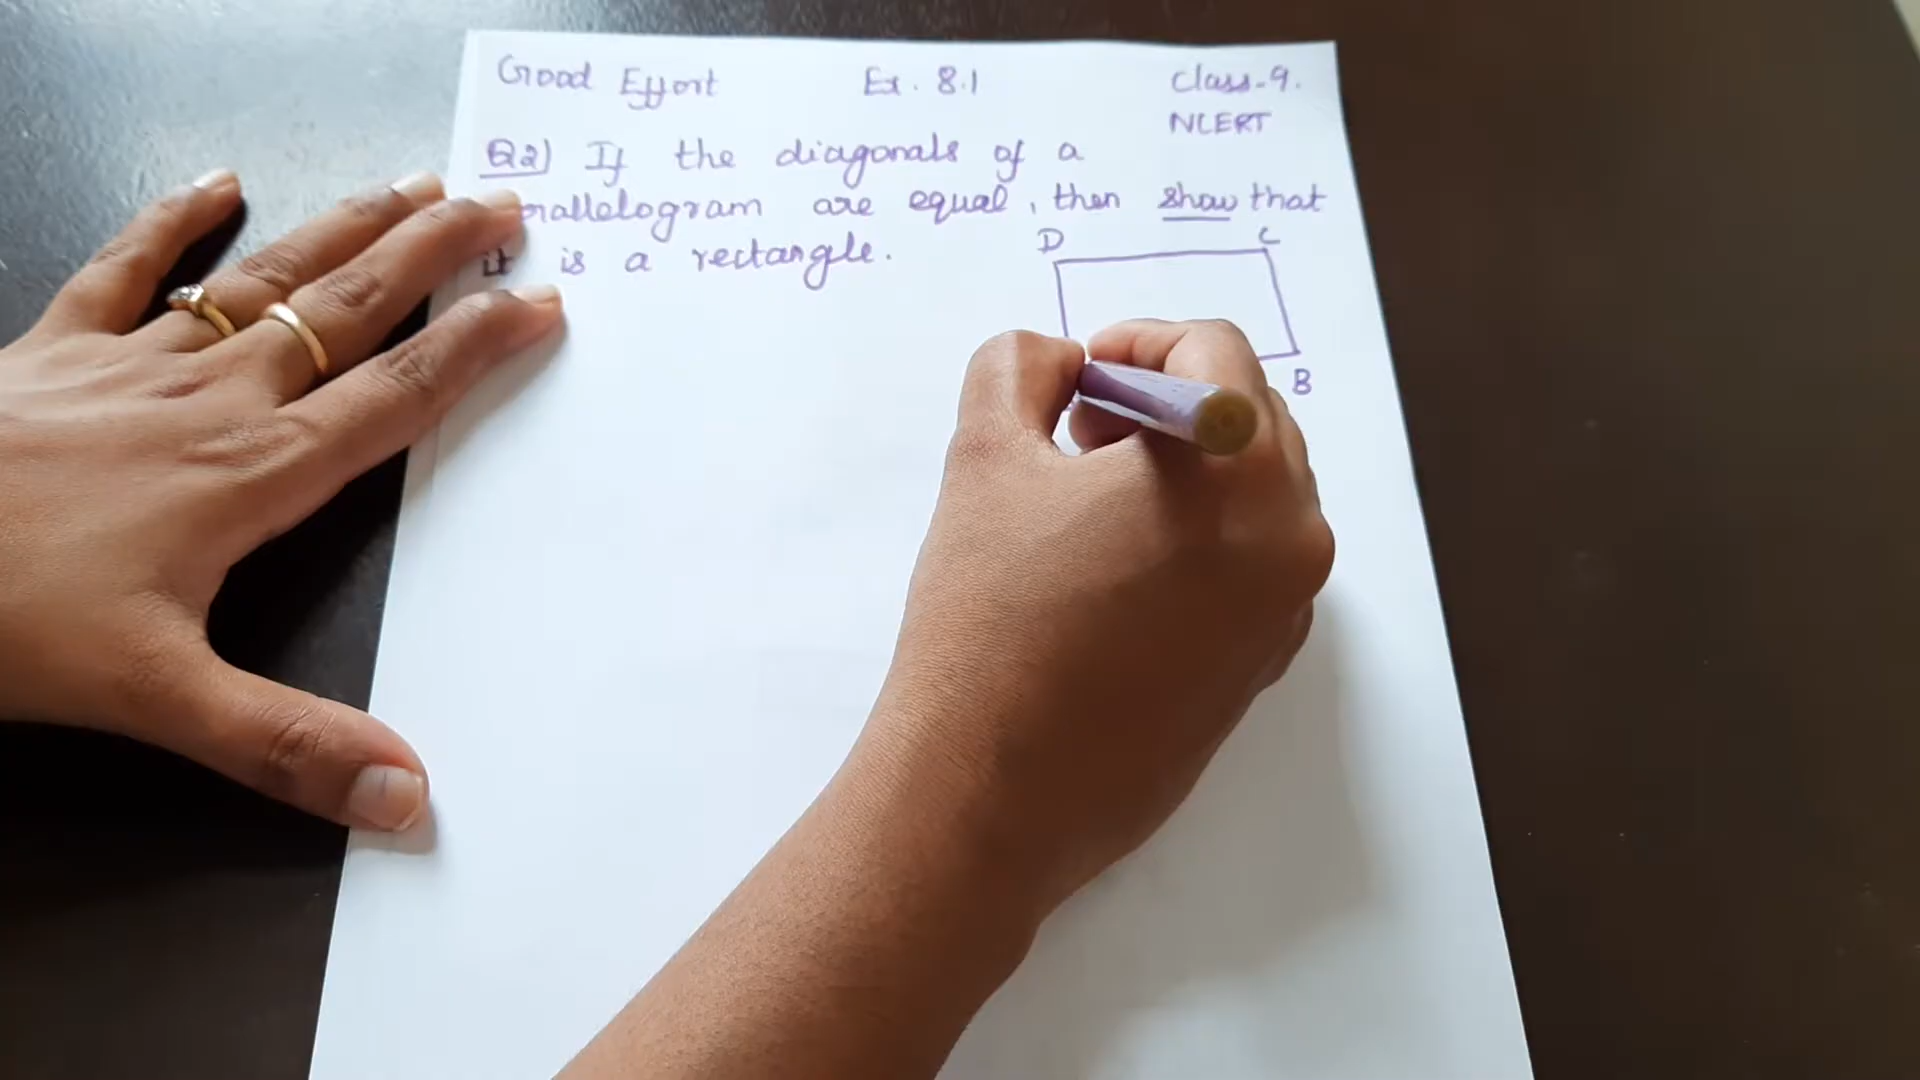 Good Effort Ex. 8.1 Class-9.
NCERT
Q2) If the diagonals of a
rallelogram are equal, then show that
it is a rectangle.
D C
B